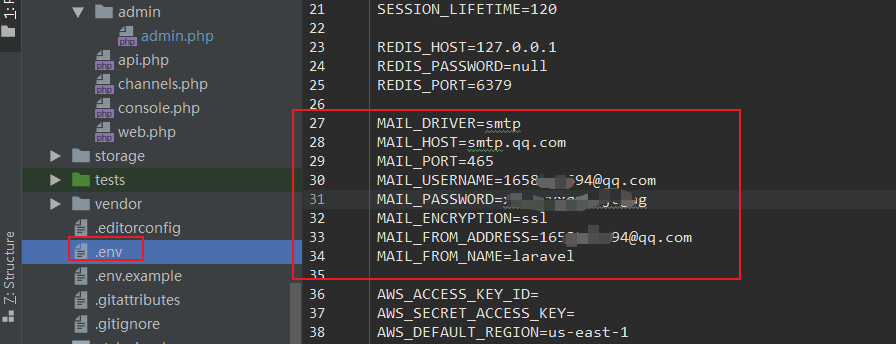 admin
admin.php
api.php
channels.php
console.php
web.php
storage
tests
vendor
.editorconfig
.env
.env.example
.gitattributes
.gitignore
Z: Structure
21 SESSION_LIFETIME=120
22
23 REDIS_HOST=127.0.0.1
24 REDIS_PASSWORD=null
25 REDIS_PORT=6379
26
27 MAIL_DRIVER=smtp
28 MAIL_HOST=smtp.qq.com
29 MAIL_PORT=465
30 MAIL_USERNAME=1658 94@qq.com
31 MAIL_PASSWORD=
32 MAIL_ENCRYPTION=ssl
33 MAIL_FROM_ADDRESS=165 94@qq.com
34 MAIL_FROM_NAME=laravel
35
36 AWS_ACCESS_KEY_ID=
37 AWS_SECRET_ACCESS_KEY=
38 AWS_DEFAULT_REGION=us-east-1